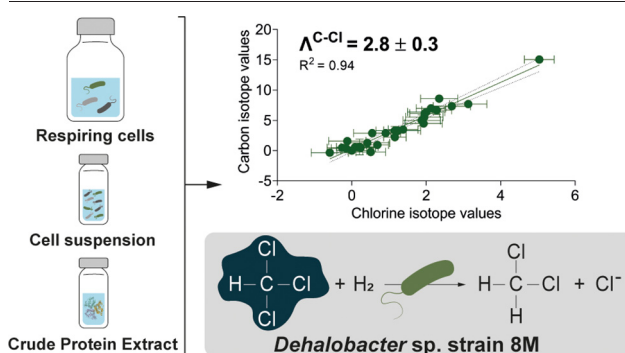 Respiring cells
Cell suspension
Crude Protein Extract
ΛC-Cl = 2.8 ± 0.3
R2 = 0.94
Carbon isotope values
20
15
10
5
0
-5
-2
0
2
4
6
Chlorine isotope values
Cl
H–C–Cl + H₂
Cl
Cl
H–C–Cl + Cl⁻
H
Dehalobacter sp. strain 8M